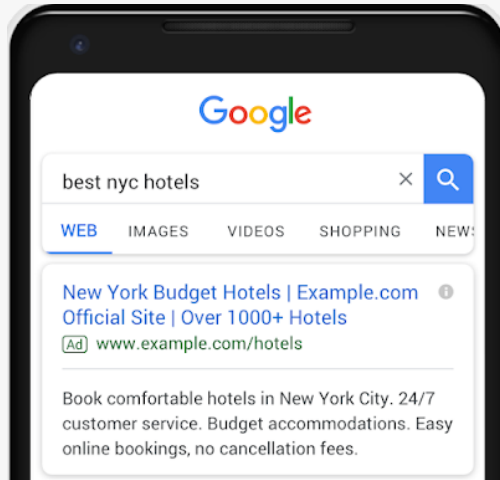 Google
best nyc hotels
WEB IMAGES VIDEOS SHOPPING NEWS
New York Budget Hotels | Example.com
Official Site | Over 1000+ Hotels
Ad www.example.com/hotels
Book comfortable hotels in New York City. 24/7
customer service. Budget accommodations. Easy
online bookings, no cancellation fees.